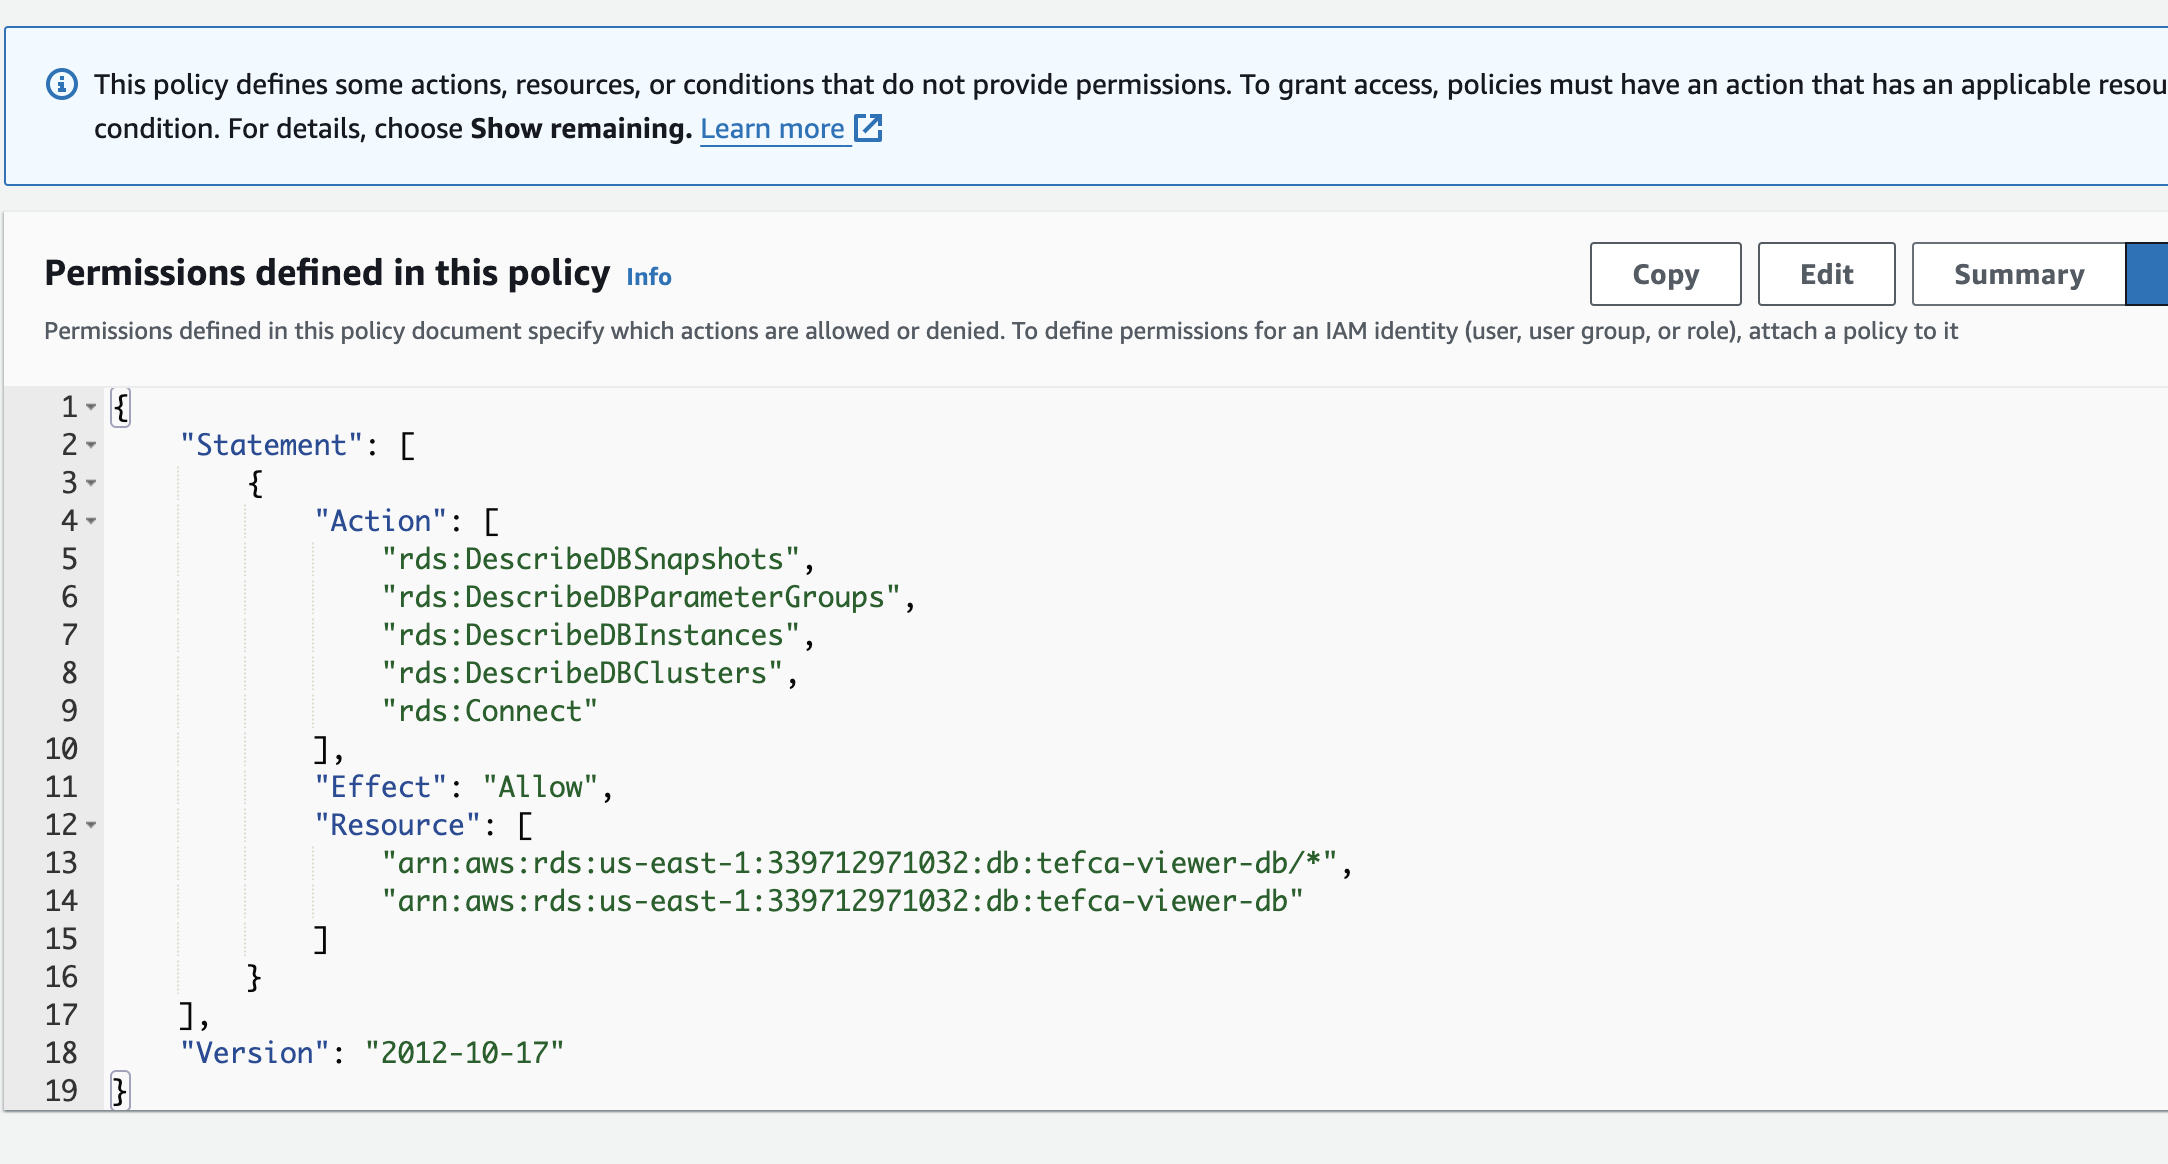 This policy defines some actions, resources, or conditions that do not provide permissions. To grant access, policies must have an action that has an applicable
condition. For details, choose Show remaining. Learn more
Permissions defined in this policy Info
Copy
Edit
Summary
Permissions defined in this policy document specify which actions are allowed or denied. To define permissions for an IAM identity (user, user group, or role), attach a policy to it
1 {
2 "Statement": [
3 {
4 "Action": [
5 "rds:DescribeDBSnapshots",
6 "rds:DescribeDBParameterGroups",
7 "rds:DescribeDBInstances",
8 "rds:DescribeDBClusters",
9 "rds:Connect"
10 ],
11 "Effect": "Allow",
12 "Resource": [
13 "arn:aws:rds:us-east-1:339712971032:db:tefca-viewer-db/*",
14 "arn:aws:rds:us-east-1:339712971032:db:tefca-viewer-db"
15 ]
16 }
17 ],
18 "Version": "2012-10-17"
19 }